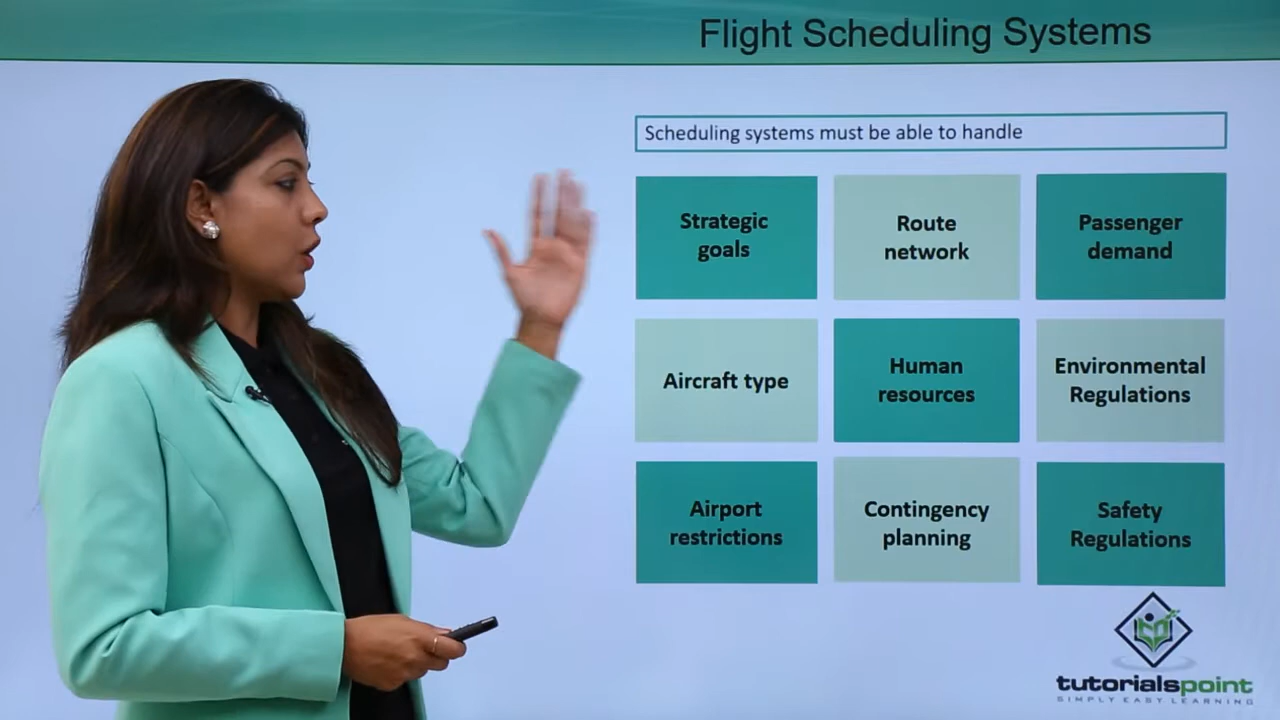 Flight Scheduling Systems
Scheduling systems must be able to handle
Strategic
goals
Route
network
Passenger
demand
Aircraft type
Human
resources
Environmental
Regulations
Airport
restrictions
Contingency
planning
Safety
Regulations
tutorialspoint
SIMPLY EASY LEARNING